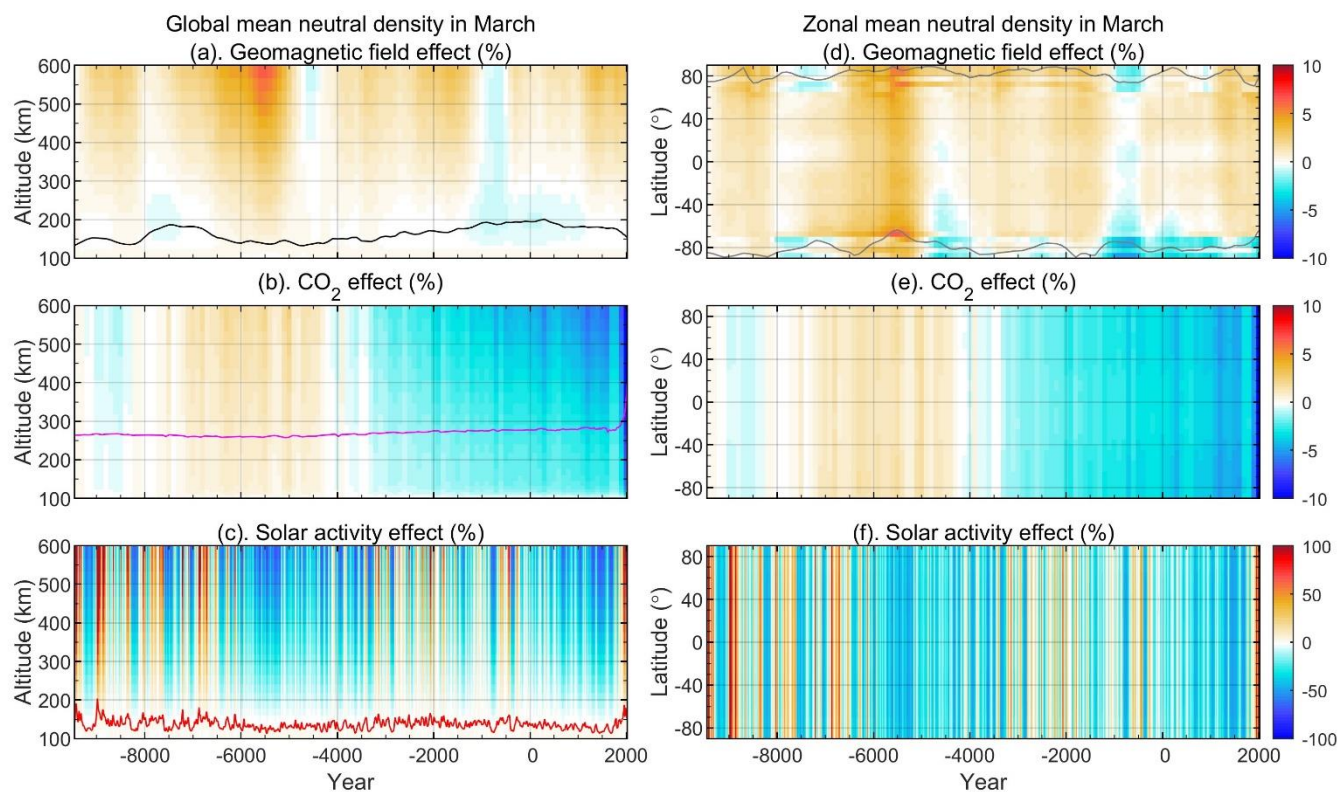 Global mean neutral density in March
(a). Geomagnetic field effect (%)
600
500
400
300
200
100
Altitude (km)
(b). CO2 effect (%)
600
500
400
300
200
100
Altitude (km)
(c). Solar activity effect (%)
600
500
400
300
200
100
Altitude (km)
-8000 -6000 -4000 -2000 0 2000
Year
Zonal mean neutral density in March
(d). Geomagnetic field effect (%)
80
40
0
-40
-80
Latitude (°)
10
5
0
-5
-10
(e). CO2 effect (%)
80
40
0
-40
-80
Latitude (°)
10
5
0
-5
-10
(f). Solar activity effect (%)
80
40
0
-40
-80
Latitude (°)
100
50
0
-50
-100
-8000 -6000 -4000 -2000 0 2000
Year